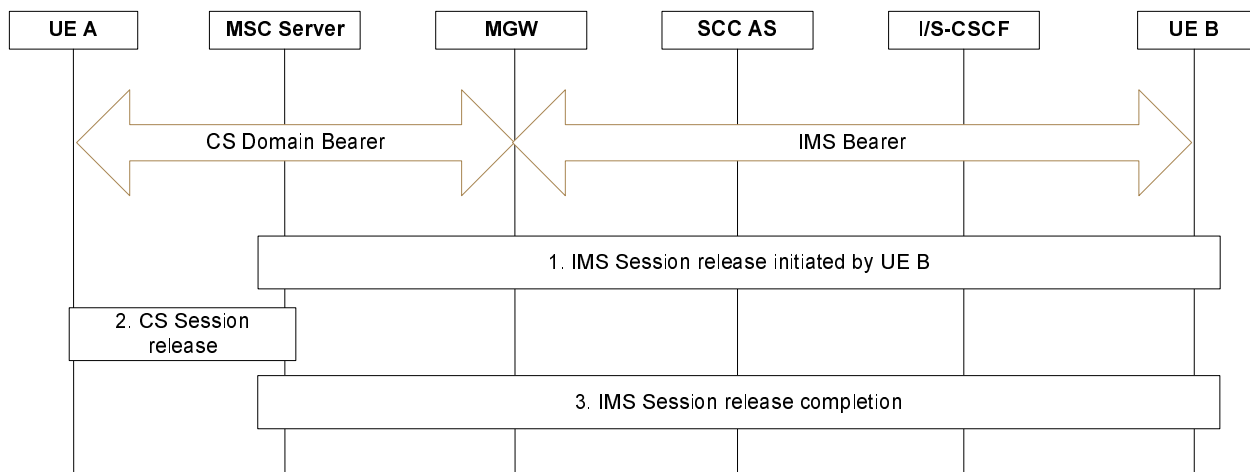 UE A
MSC Server
MGW
SCC AS
I/S-CSCF
UE B
CS Domain Bearer
IMS Bearer
1. IMS Session release initiated by UE B
2. CS Session
release
3. IMS Session release completion